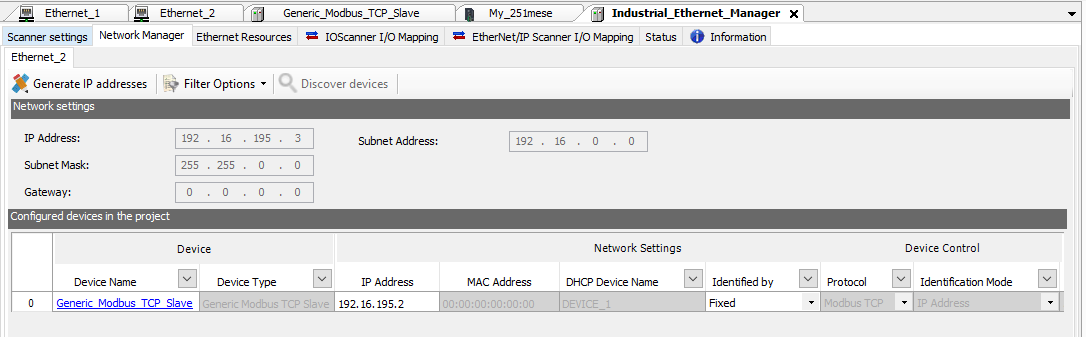 Ethernet_1 Ethernet_2 Generic_Modbus_TCP_Slave My_251mese Industrial_Ethernet_Manager
Scanner settings Network Manager Ethernet Resources IOScanner I/O Mapping EtherNet/IP Scanner I/O Mapping Status Information
Ethernet_2
Generate IP addresses Filter Options Discover devices
Network settings
IP Address: 192 . 16 . 195 . 3 Subnet Address: 192 . 16 . 0 . 0
Subnet Mask: 255 . 255 . 0 . 0
Gateway: 0 . 0 . 0 . 0
Configured devices in the project
Device Network Settings Device Control
Device Name Device Type IP Address MAC Address DHCP Device Name Identified by Protocol Identification Mode
0 Generic_Modbus_TCP_Slave Generic Modbus TCP Slave 192.16.195.2 00:00:00:00:00:00 DEVICE_1 Fixed Modbus TCP IP Address